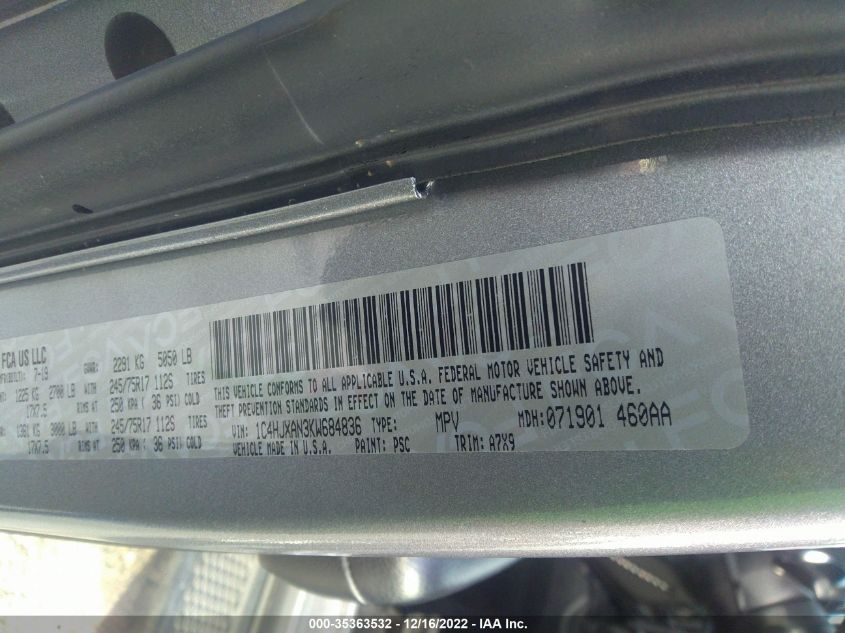 FCA US LLC
GVWR: 2291 KG 5050 LB
7-19
1225 KG 2700 LB WITH 245/75R17 112S TIRES
17X7.5 RIMS AT 250 KPA ( 36 PSI) COLD
1361 KG 3000 LB WITH 245/75R17 112S TIRES
17X7.5 RIMS AT 250 KPA ( 36 PSI) COLD
THIS VEHICLE CONFORMS TO ALL APPLICABLE U.S.A. FEDERAL MOTOR VEHICLE SAFETY AND
THEFT PREVENTION STANDARDS IN EFFECT ON THE DATE OF MANUFACTURE SHOWN ABOVE.
VIN: 1C4HJXAN3KW684836 TYPE: MPV MDH: 071901 460AA
VEHICLE MADE IN U.S.A. PAINT: PSC TRIM: A7X9
000-35363532 - 12/16/2022 - IAA Inc.